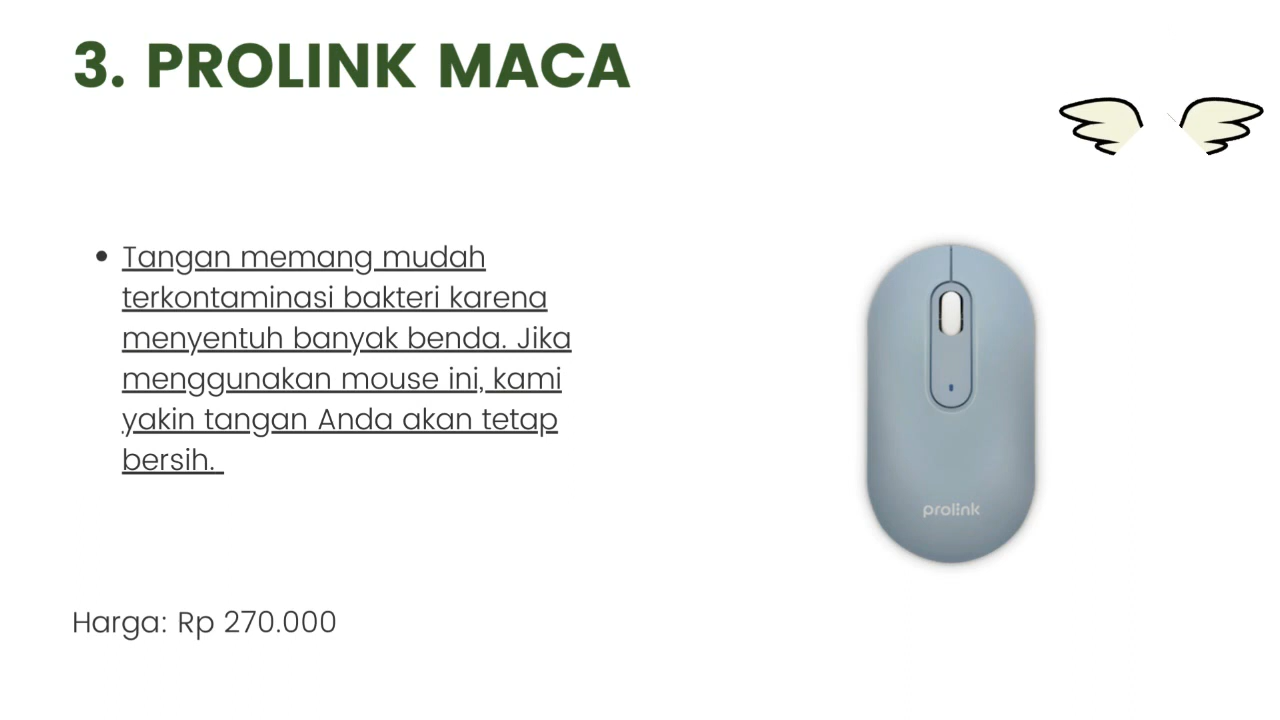 3. PROLINK MACA
Tangan memang mudah
terkontaminasi bakteri karena
menyentuh banyak benda. Jika
menggunakan mouse ini, kami
yakin tangan Anda akan tetap
bersih.
prolink
Harga: Rp 270.000